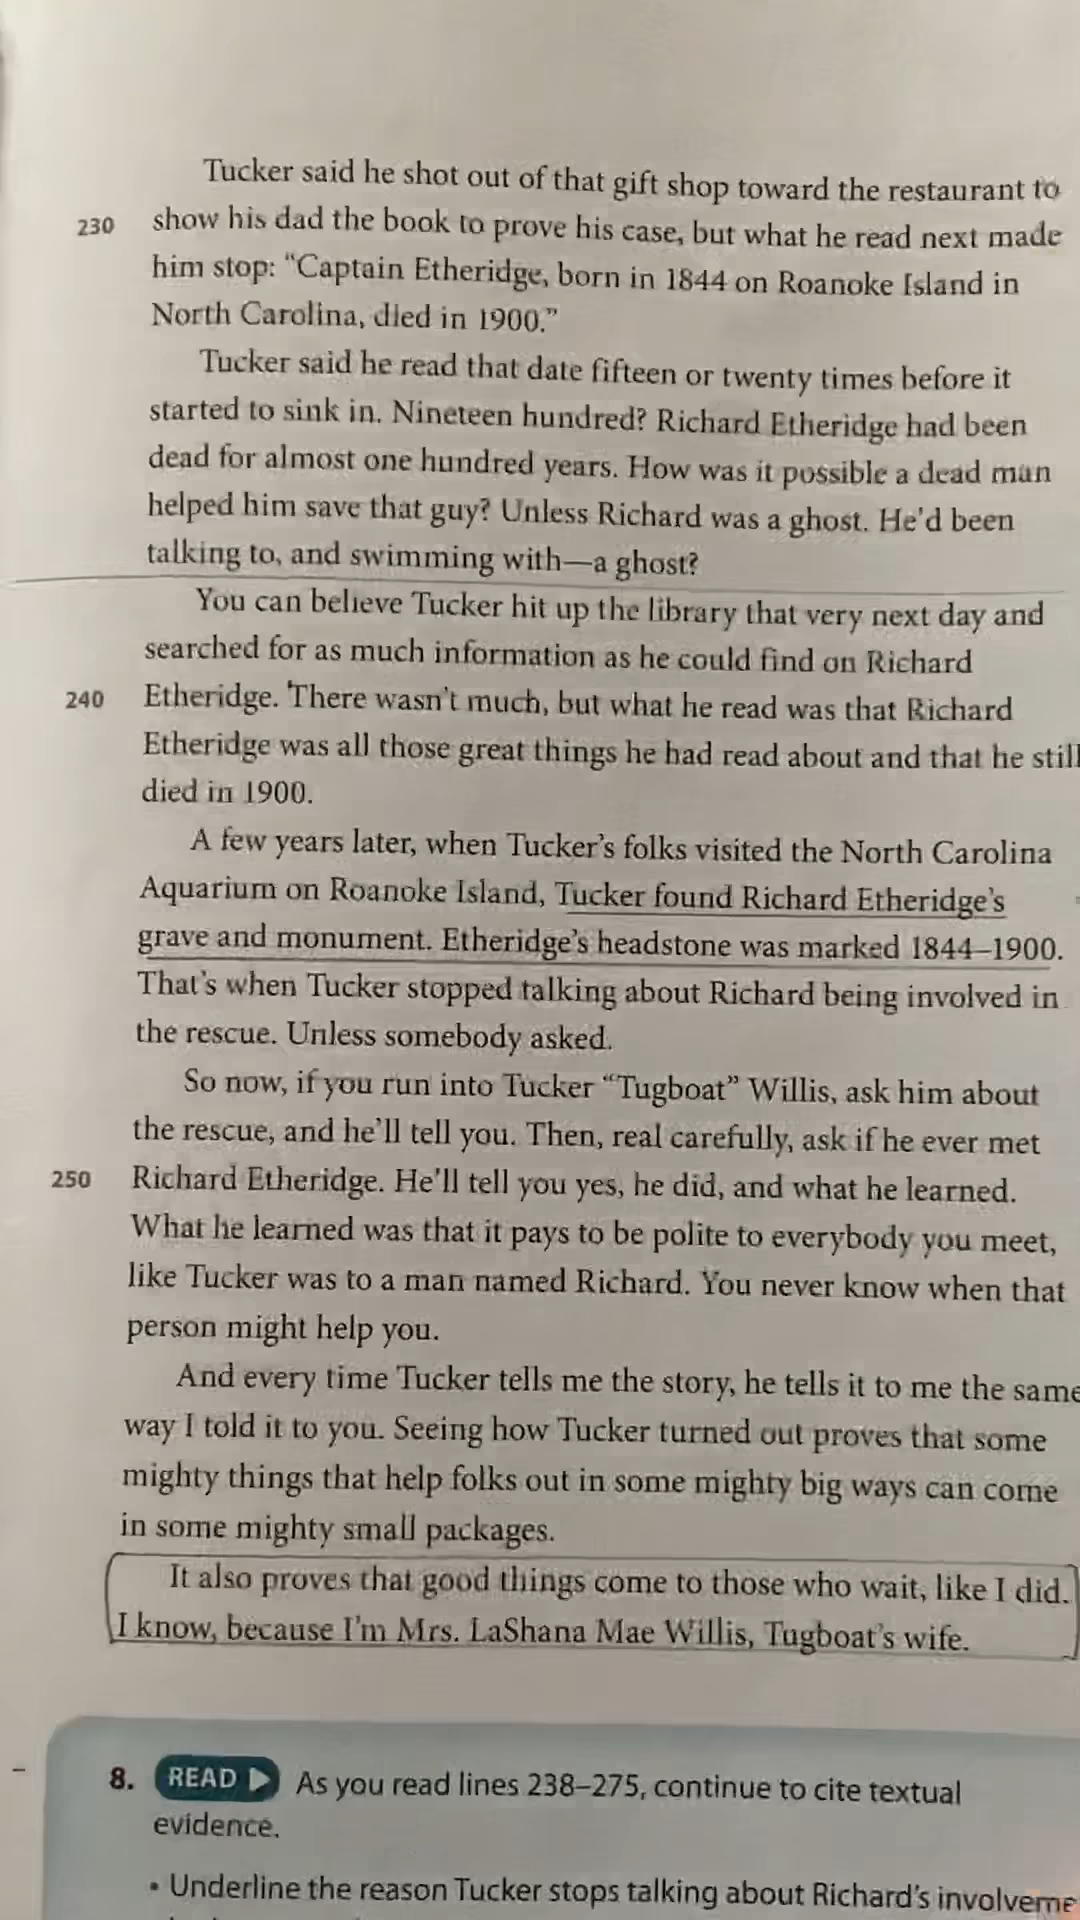 Tucker said he shot out of that gift shop toward the restaurant to
230 show his dad the book to prove his case, but what he read next made
him stop: “Captain Etheridge, born in 1844 on Roanoke Island in
North Carolina, died in 1900.”
Tucker said he read that date fifteen or twenty times before it
started to sink in. Nineteen hundred? Richard Etheridge had been
dead for almost one hundred years. How was it possible a dead man
helped him save that guy? Unless Richard was a ghost. He’d been
talking to, and swimming with—a ghost?
You can believe Tucker hit up the library that very next day and
searched for as much information as he could find on Richard
240 Etheridge. There wasn’t much, but what he read was that Richard
Etheridge was all those great things he had read about and that he still
died in 1900.
A few years later, when Tucker’s folks visited the North Carolina
Aquarium on Roanoke Island, Tucker found Richard Etheridge’s
grave and monument. Etheridge’s headstone was marked 1844–1900.
That’s when Tucker stopped talking about Richard being involved in
the rescue. Unless somebody asked.
So now, if you run into Tucker “Tugboat” Willis, ask him about
the rescue, and he’ll tell you. Then, real carefully, ask if he ever met
250 Richard Etheridge. He’ll tell you yes, he did, and what he learned.
What he learned was that it pays to be polite to everybody you meet,
like Tucker was to a man named Richard. You never know when that
person might help you.
And every time Tucker tells me the story, he tells it to me the same
way I told it to you. Seeing how Tucker turned out proves that some
mighty things that help folks out in some mighty big ways can come
in some mighty small packages.
It also proves that good things come to those who wait, like I did.
I know, because I’m Mrs. LaShana Mae Willis, Tugboat’s wife.
8. READ As you read lines 238–275, continue to cite textual
evidence.
• Underline the reason Tucker stops talking about Richard’s involveme